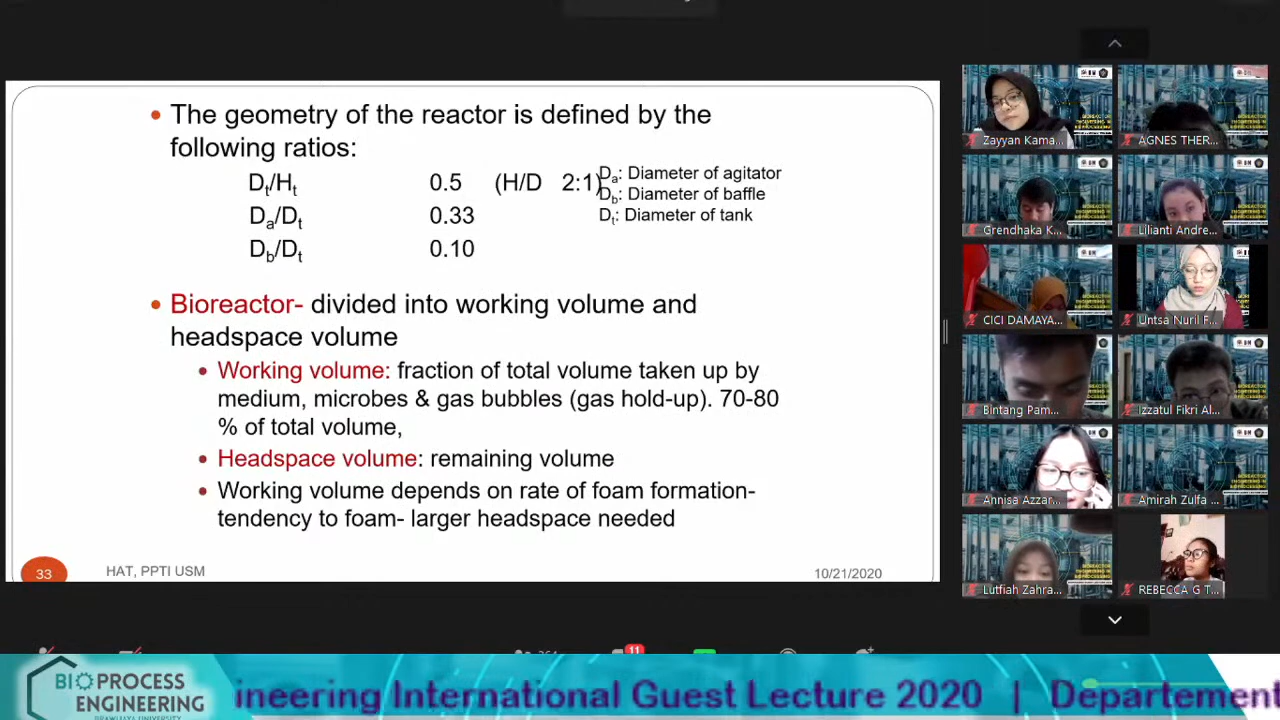 • The geometry of the reactor is defined by the
following ratios:
Dt/Ht 0.5 (H/D 2:1)
Da/Dt 0.33
Db/Dt 0.10
Da: Diameter of agitator
Db: Diameter of baffle
Dt: Diameter of tank
• Bioreactor- divided into working volume and
headspace volume
• Working volume: fraction of total volume taken up by
medium, microbes & gas bubbles (gas hold-up). 70-80
% of total volume,
• Headspace volume: remaining volume
• Working volume depends on rate of foam formation-
tendency to foam- larger headspace needed
33
HAT, PPTI USM
10/21/2020
Zayyan Kama...
AGNES THER...
Grendhaka K...
Lilianti Andre...
CICI DAMAYA...
Untsa Nuril F...
Bintang Pam...
Izzatul Fikri Al...
Annisa Azzar...
Amirah Zulfa ...
Lutfiah Zahra...
REBECCA G T...
11
BIOPROCESS
ENGINEERING
BRAWIJAYA UNIVERSITY
ineering International Guest Lecture 2020 | Departement